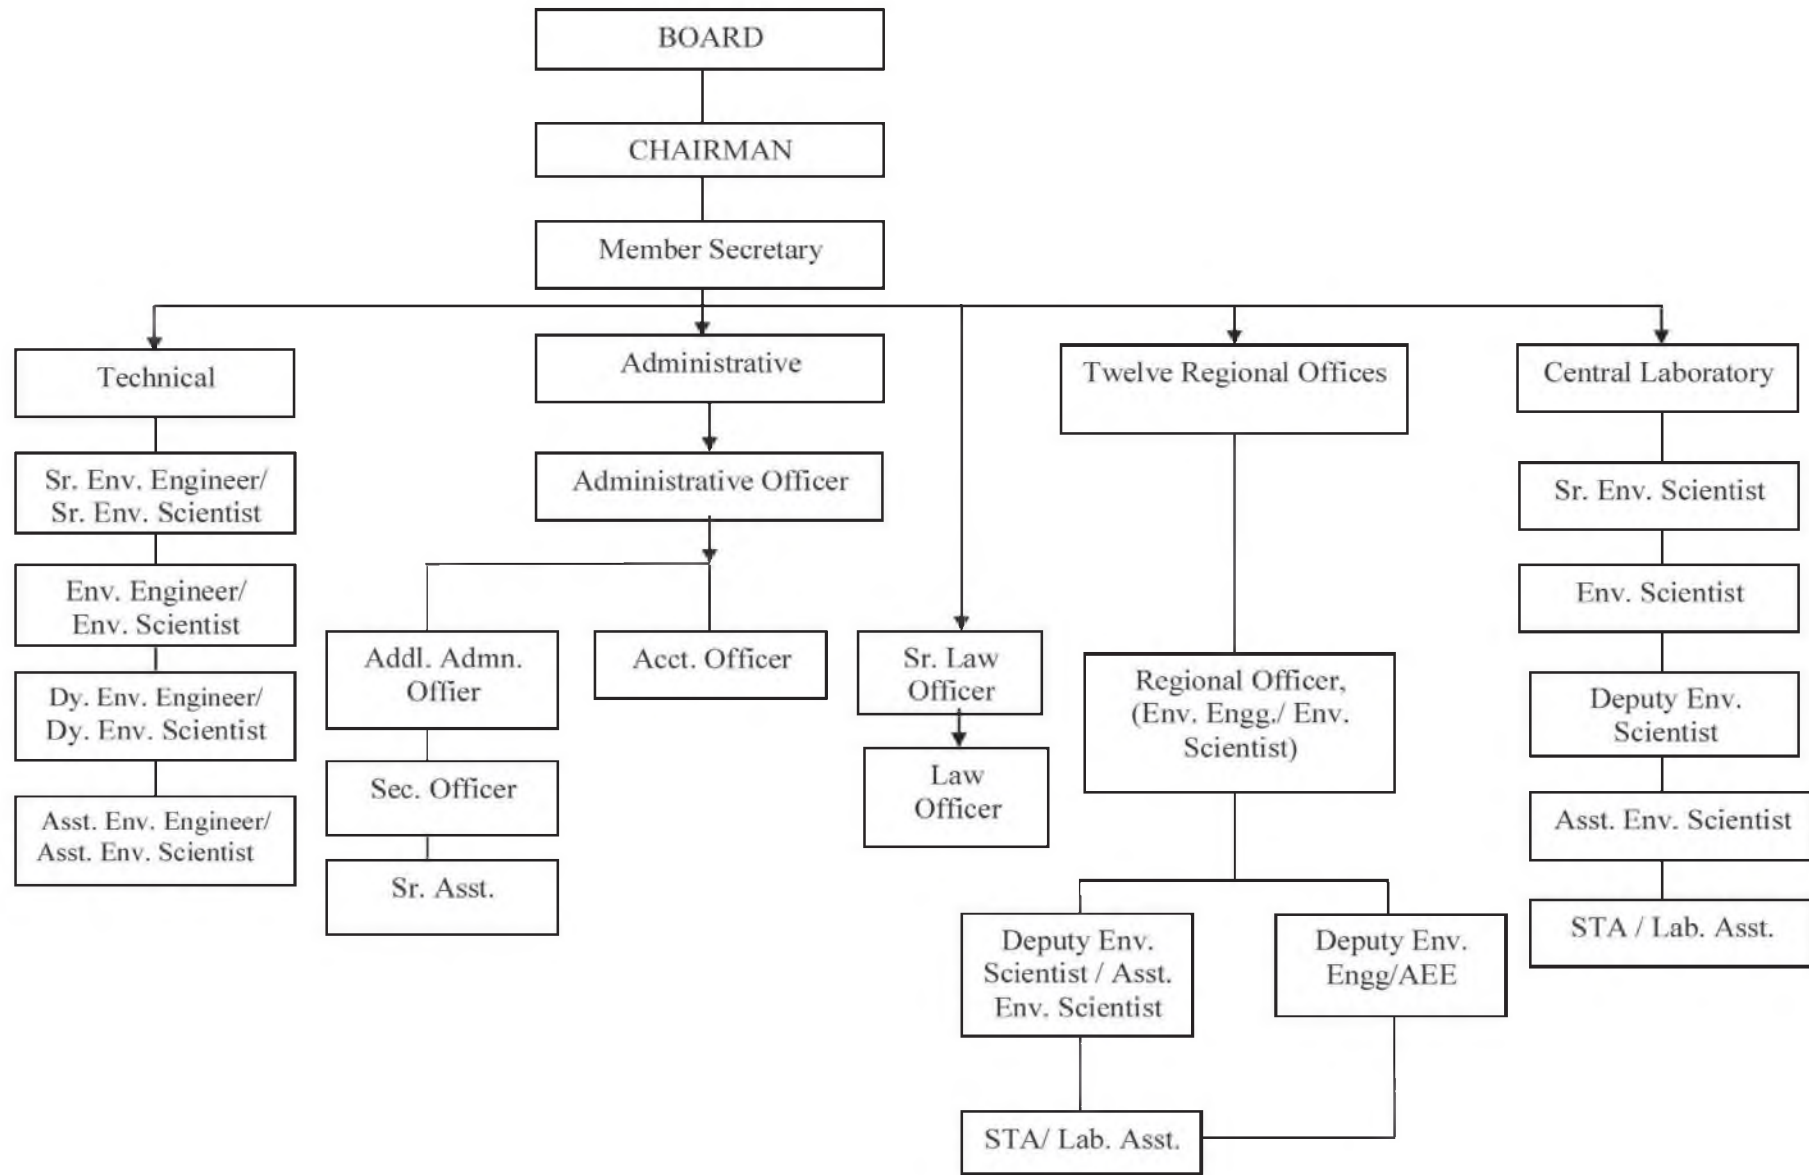 BOARD
CHAIRMAN
Member Secretary
Technical
Administrative
Twelve Regional Offices
Central Laboratory
Sr. Env. Engineer/
Sr. Env. Scientist
Administrative Officer
Sr. Env. Scientist
Env. Engineer/
Env. Scientist
Env. Scientist
Addl. Admn.
Offier
Acct. Officer
Sr. Law
Officer
Regional Officer,
(Env. Engg./ Env.
Scientist)
Dy. Env. Engineer/
Dy. Env. Scientist
Deputy Env.
Scientist
Sec. Officer
Law
Officer
Asst. Env. Engineer/
Asst. Env. Scientist
Asst. Env. Scientist
Sr. Asst.
Deputy Env.
Scientist / Asst.
Env. Scientist
Deputy Env.
Engg/AEE
STA / Lab. Asst.
STA/ Lab. Asst.